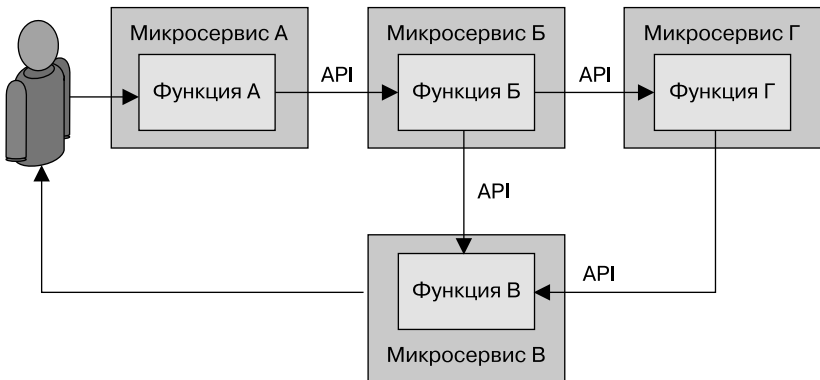 Микросервис А
Микросервис Б
Микросервис Г
Функция А
API
Функция Б
API
Функция Г
API
Функция В
API
Микросервис В